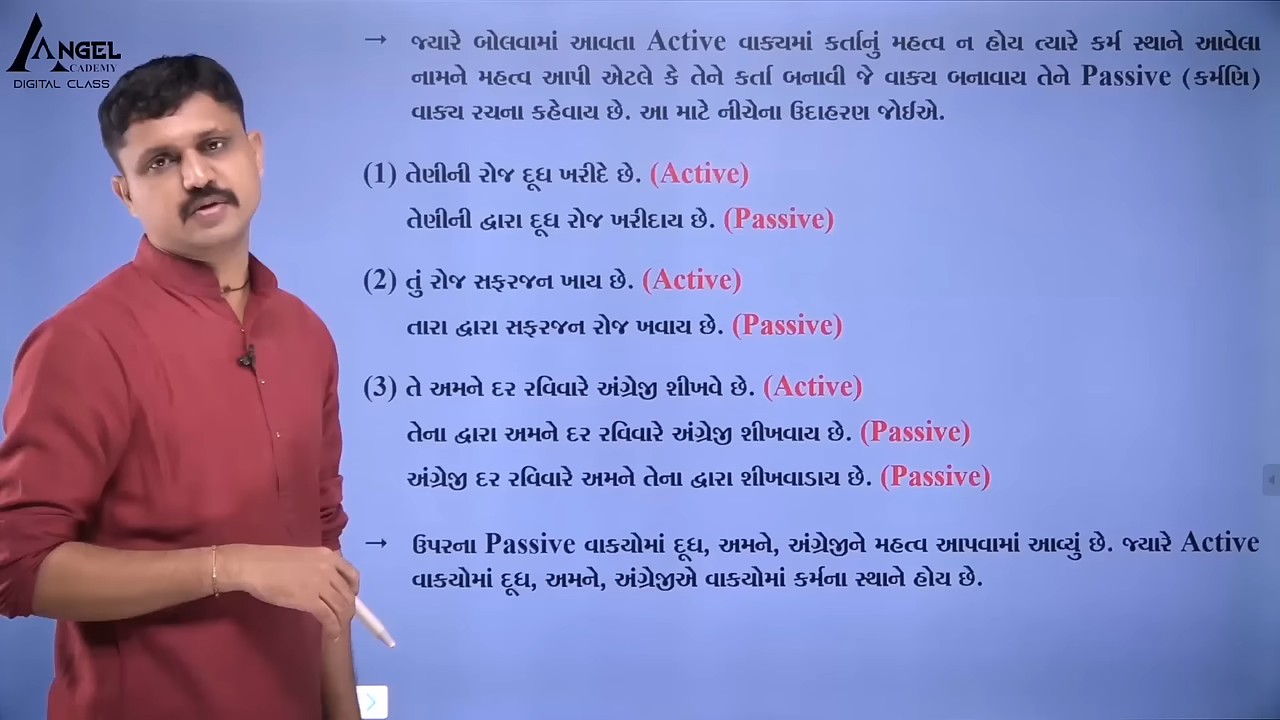 ANGEL
ACADEMY
DIGITAL CLASS
→ જ્યારે બોલવામાં આવતા Active વાક્યમાં કર્તાનું મહત્વ ન હોય ત્યારે કર્મ સ્થાને આવેલા
નામને મહત્વ આપી એટલે કે તેને કર્તા બનાવી જે વાક્ય બનાવાય તેને Passive (કર્મણિ)
વાક્ય રચના કહેવાય છે. આ માટે નીચેના ઉદાહરણ જોઈએ.
(1) તેણીની રોજ દૂધ ખરીદે છે. (Active)
તેણીની દ્વારા દૂધ રોજ ખરીદાય છે. (Passive)
(2) તું રોજ સફરજન ખાય છે. (Active)
તારા દ્વારા સફરજન રોજ ખવાય છે. (Passive)
(3) તે અમને દર રવિવારે અંગ્રેજી શીખવે છે. (Active)
તેના દ્વારા અમને દર રવિવારે અંગ્રેજી શીખવાય છે. (Passive)
અંગ્રેજી દર રવિવારે અમને તેના દ્વારા શીખવાડાય છે. (Passive)
→ ઉપરના Passive વાકયોમાં દૂધ, અમને, અંગ્રેજીને મહત્વ આપવામાં આવ્યું છે. જ્યારે Active
વાકયોમાં દૂધ, અમને, અંગ્રેજીએ વાકયોમાં કર્મના સ્થાને હોય છે.